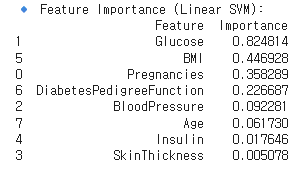 Feature Importance (Linear SVM):
Feature Importance
1 Glucose 0.824814
5 BMI 0.446928
0 Pregnancies 0.358289
6 DiabetesPedigreeFunction 0.226687
2 BloodPressure 0.092281
7 Age 0.061730
4 Insulin 0.017646
3 SkinThickness 0.005078